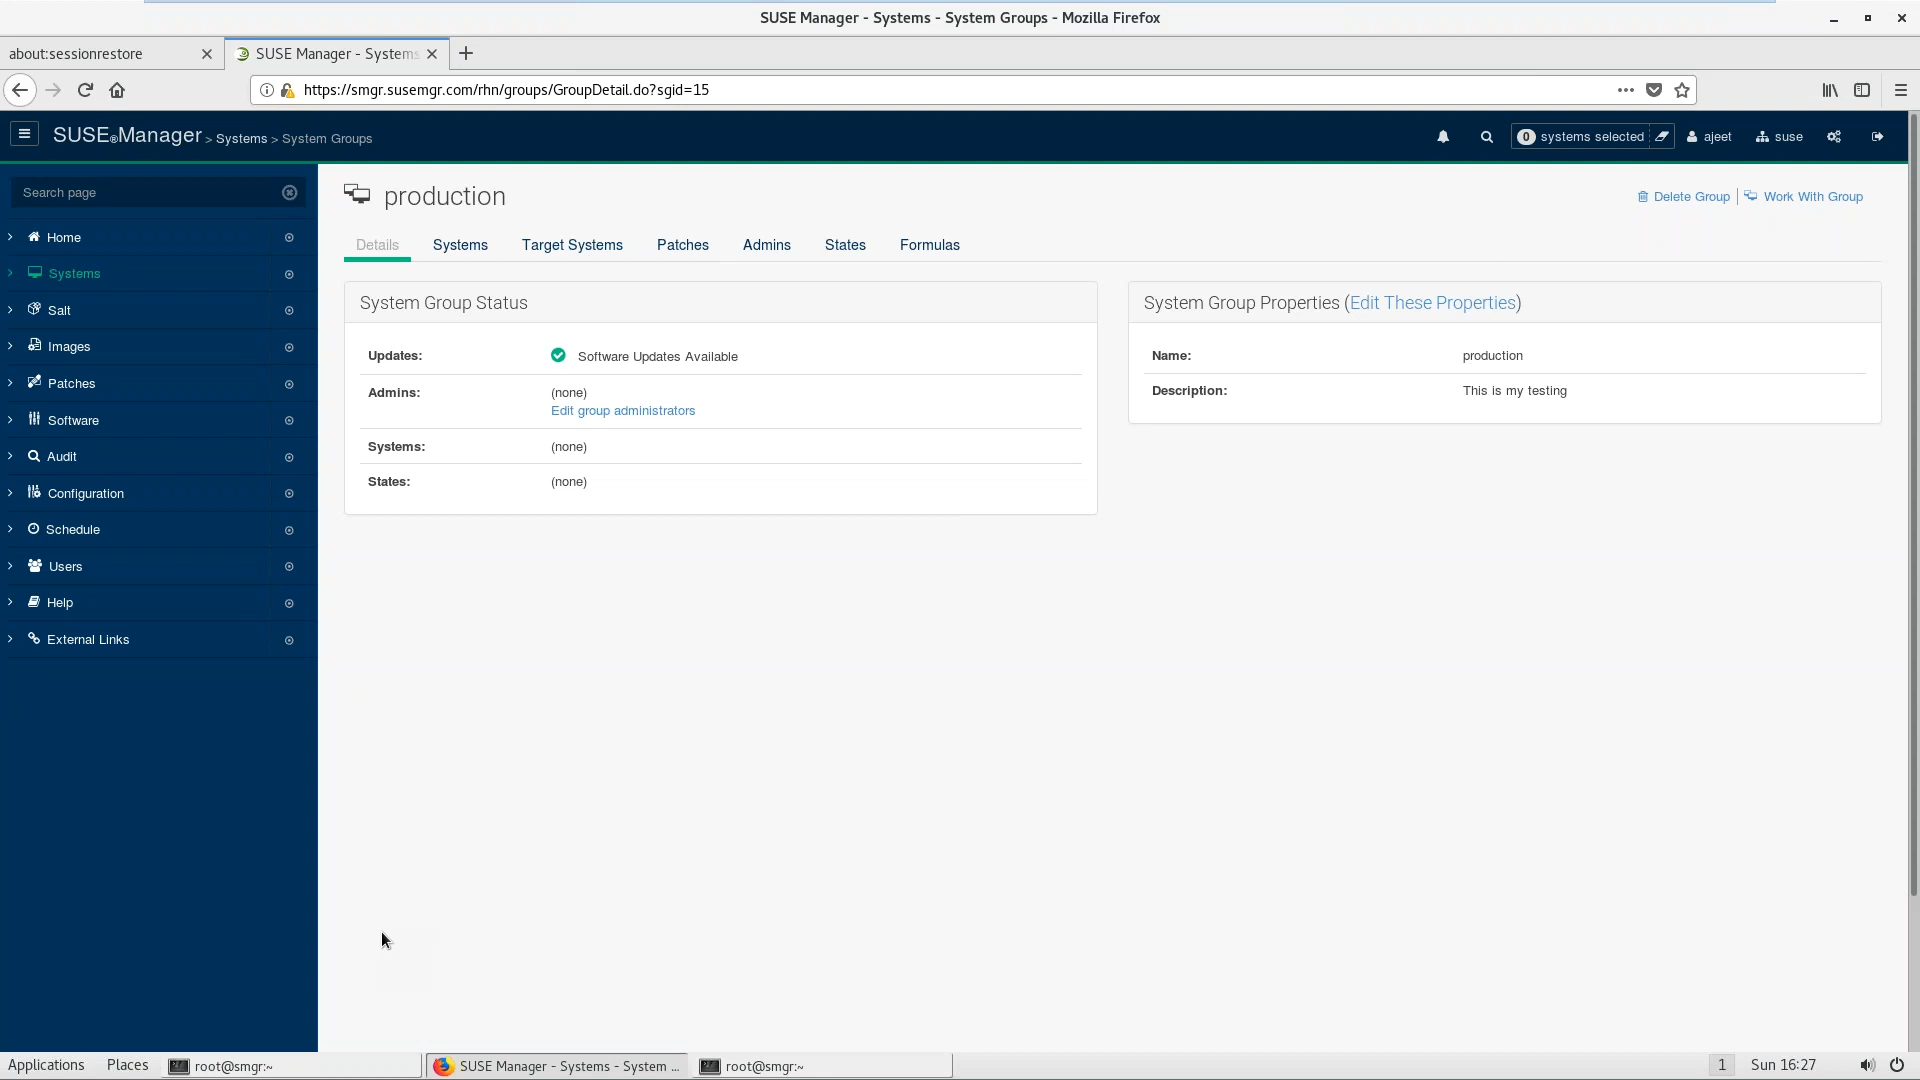 SUSE Manager - Systems - System Groups - Mozilla Firefox
about:sessionrestore
SUSE Manager - Systems
https://smgr.susemgr.com/rhn/groups/GroupDetail.do?sgid=15
SUSE®Manager > Systems > System Groups
0 systems selected
ajeet
suse
Search page
Home
Systems
Salt
Images
Patches
Software
Audit
Configuration
Schedule
Users
Help
External Links
production
Delete Group | Work With Group
Details Systems Target Systems Patches Admins States Formulas
System Group Status
Updates: Software Updates Available
Admins: (none)
Edit group administrators
Systems: (none)
States: (none)
System Group Properties (Edit These Properties)
Name: production
Description: This is my testing
Applications Places root@smgr:~ SUSE Manager - Systems - System ... root@smgr:~ 1 Sun 16:27